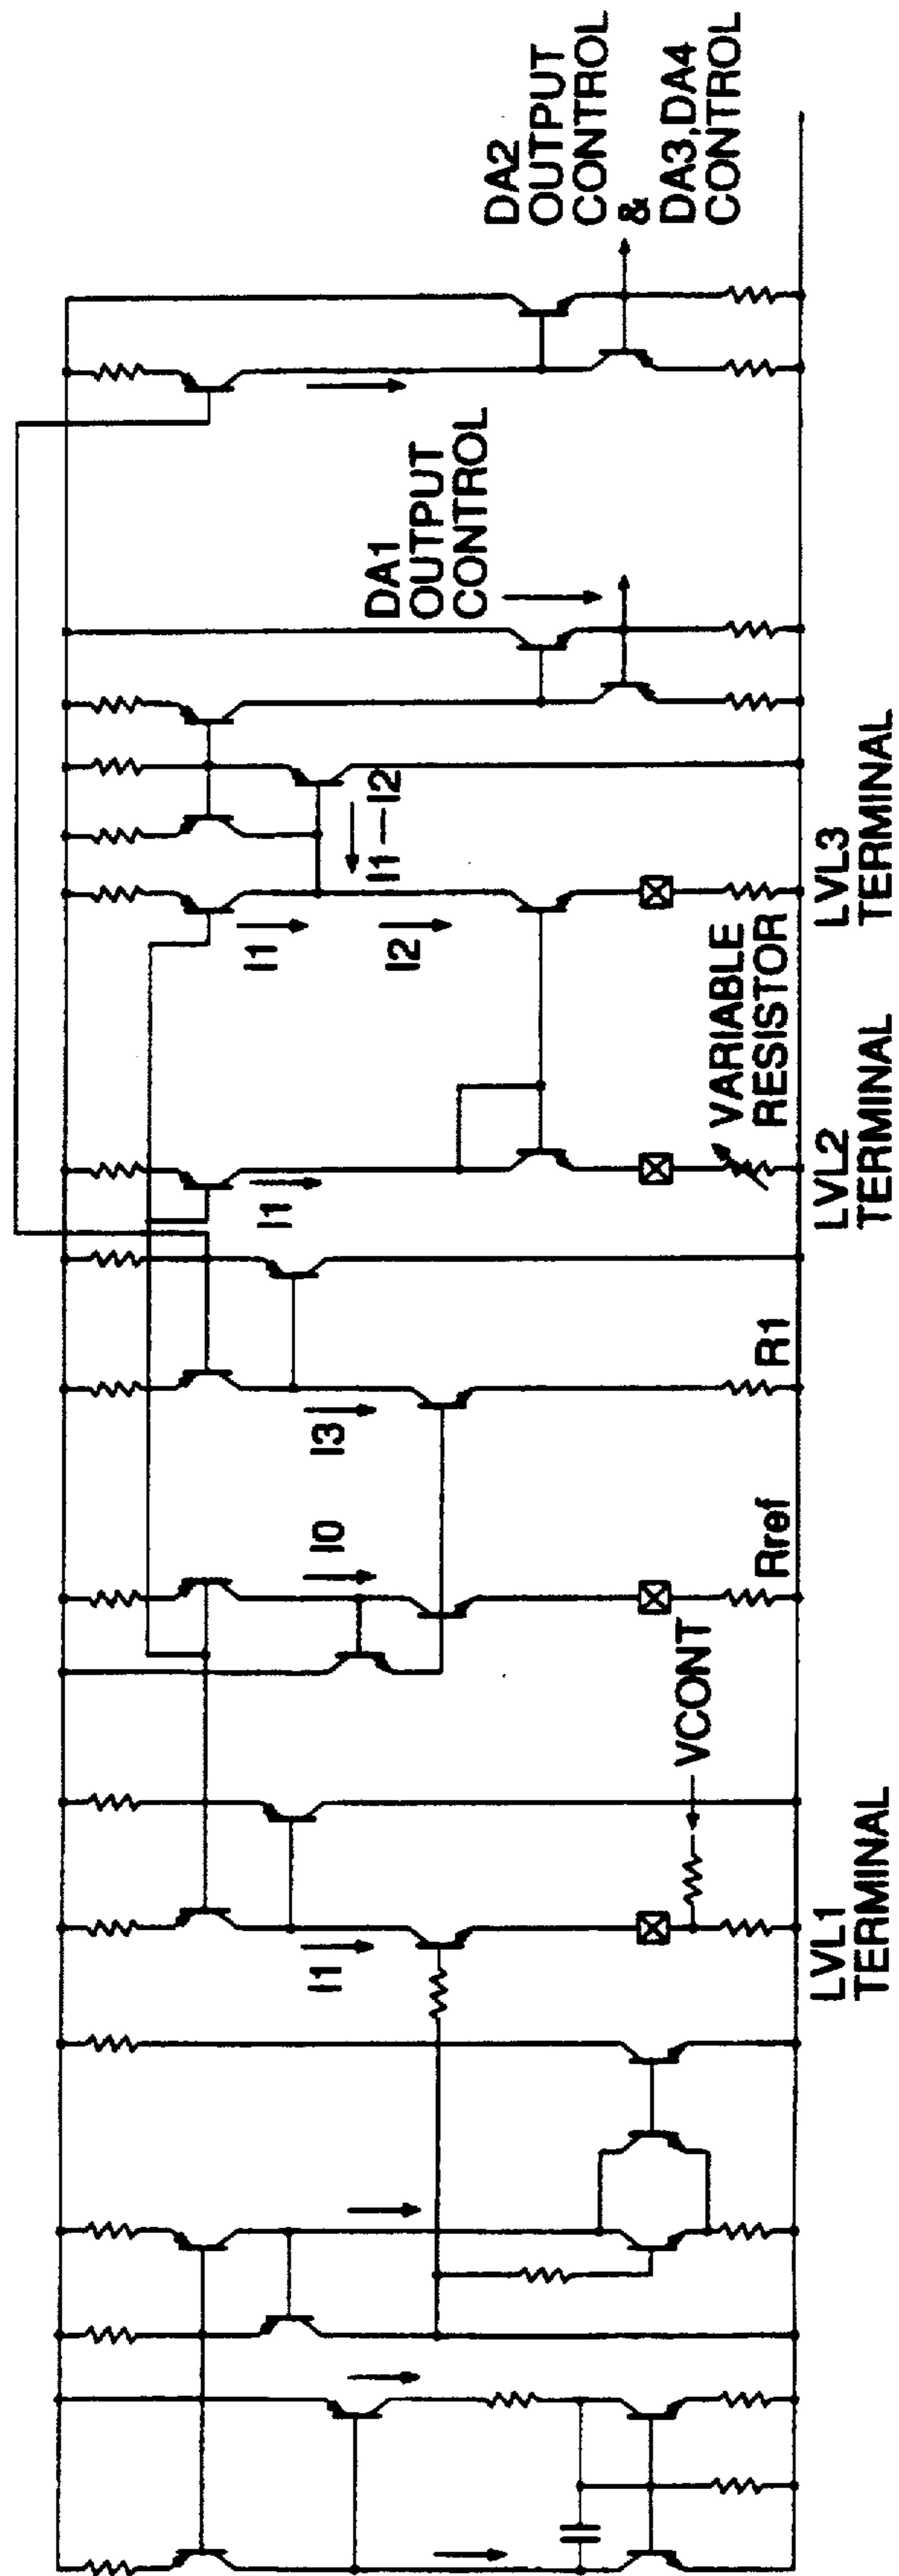 I1
LVL1
TERMINAL
VCONT
I0
Rref
I3
R1
I1
LVL2
TERMINAL
VARIABLE
RESISTOR
I1
I2
I1—I2
LVL3
TERMINAL
DA1
OUTPUT
CONTROL
DA2
OUTPUT
CONTROL
&
DA3,DA4
CONTROL